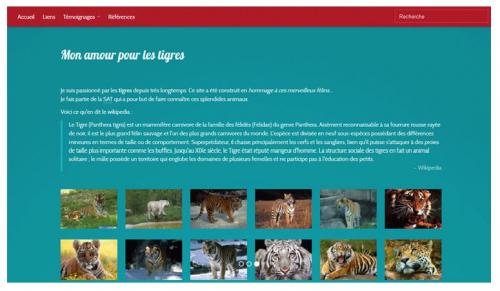 Accueil Liens Témoignages Références Recherche
Mon amour pour les tigres
Je suis passionné par les tigres depuis très longtemps. Ce site a été construit en hommage à ces merveilleux félins...
Je fais partie de la SAT qui a pour but de faire connaître ces splendides animaux.
Voici ce qu'en dit le wikipedia :
Le Tigre (Panthera tigris) est un mammifère carnivore de la famille des félidés (Felidae) du genre Panthera. Aisément reconnaissable à sa fourrure rousse rayée
de noir, il est le plus grand félin sauvage et l'un des plus grands carnivores du monde. L'espèce est divisée en neuf sous-espèces possédant des différences
mineures en termes de taille ou de comportement. Superprédateur, il chasse principalement les cerfs et les sangliers, bien qu'il puisse s'attaquer à des proies
de taille plus importante comme les buffles. Jusqu'au XIXe siècle, le Tigre était réputé mangeur d'homme. La structure sociale des tigres en fait un animal
solitaire ; le mâle possède un territoire qui englobe les domaines de plusieurs femelles et ne participe pas à l'éducation des petits.
– Wikipedia